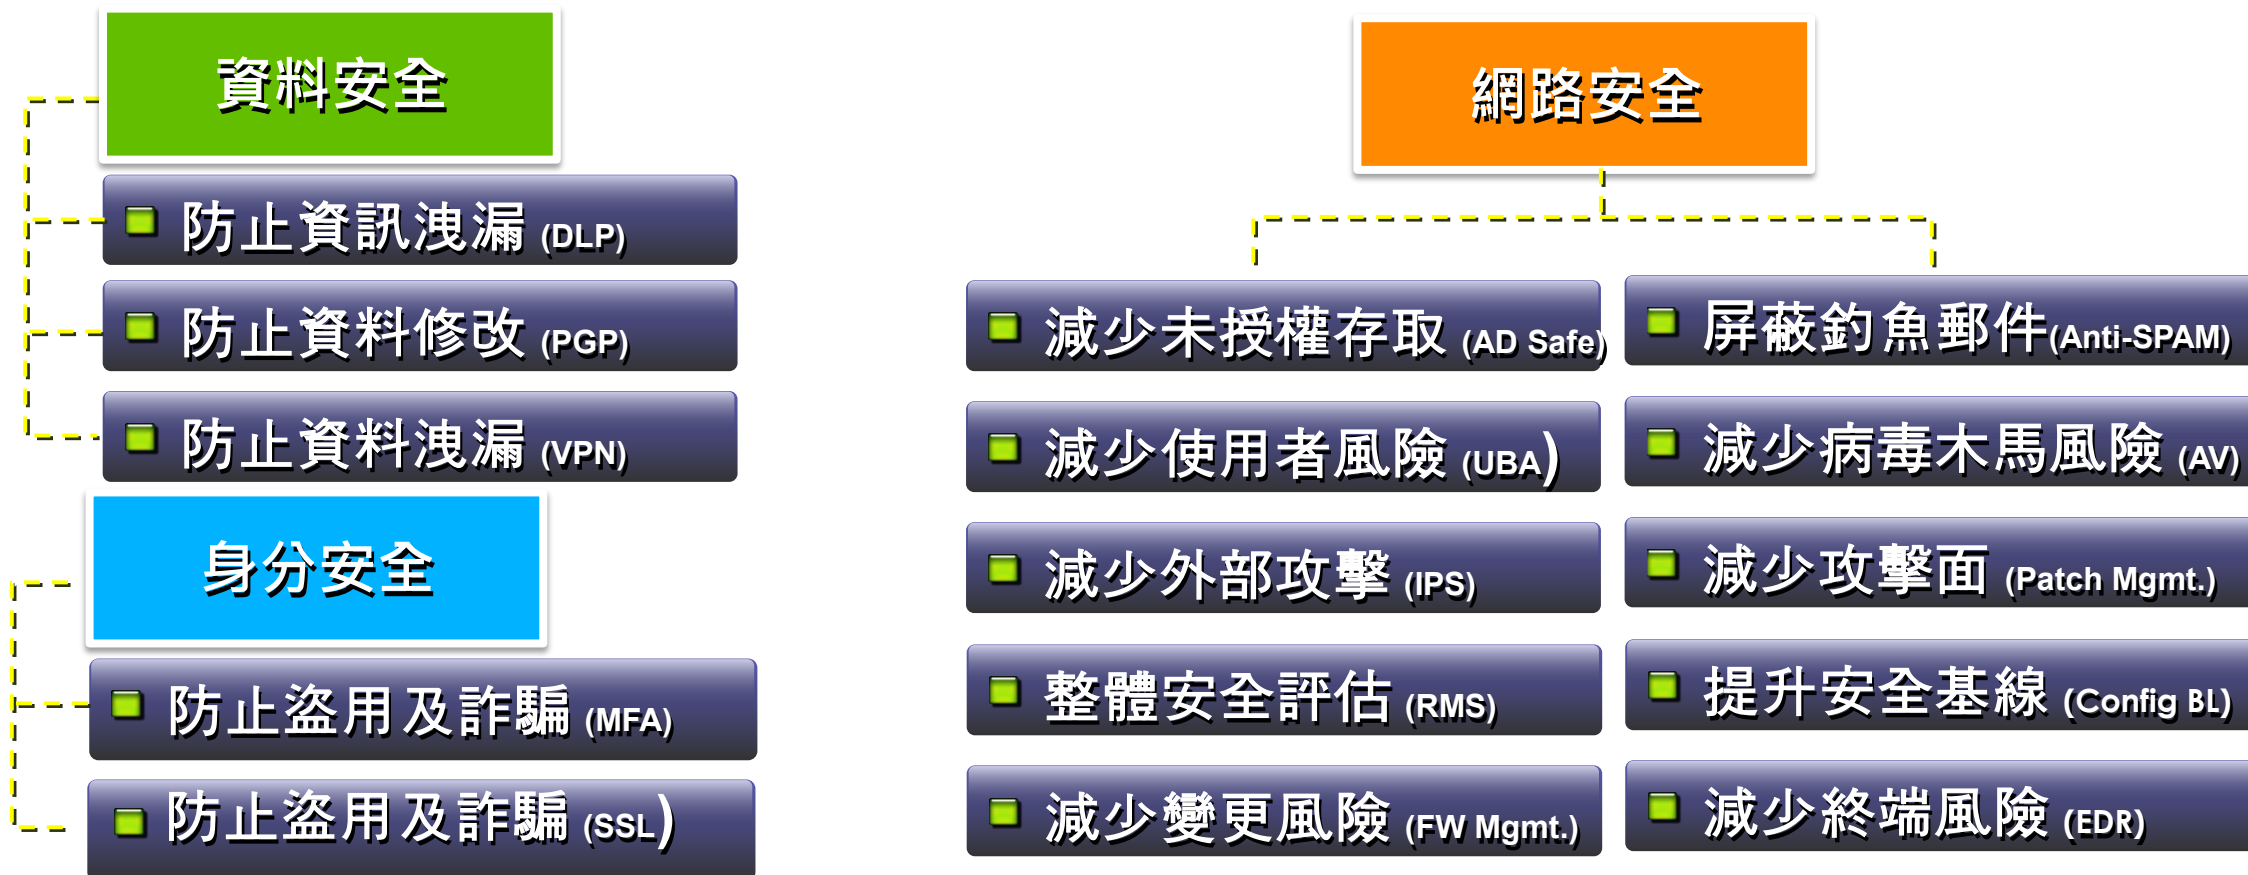 資料安全
防止資訊洩漏 (DLP)
防止資料修改 (PGP)
防止資料洩漏 (VPN)
身分安全
防止盜用及詐騙 (MFA)
防止盜用及詐騙 (SSL)
網路安全
減少未授權存取 (AD Safe)
減少使用者風險 (UBA)
減少外部攻擊 (IPS)
整體安全評估 (RMS)
減少變更風險 (FW Mgmt.)
屏蔽釣魚郵件(Anti-SPAM)
減少病毒木馬風險 (AV)
減少攻擊面 (Patch Mgmt.)
提升安全基線 (Config BL)
減少終端風險 (EDR)